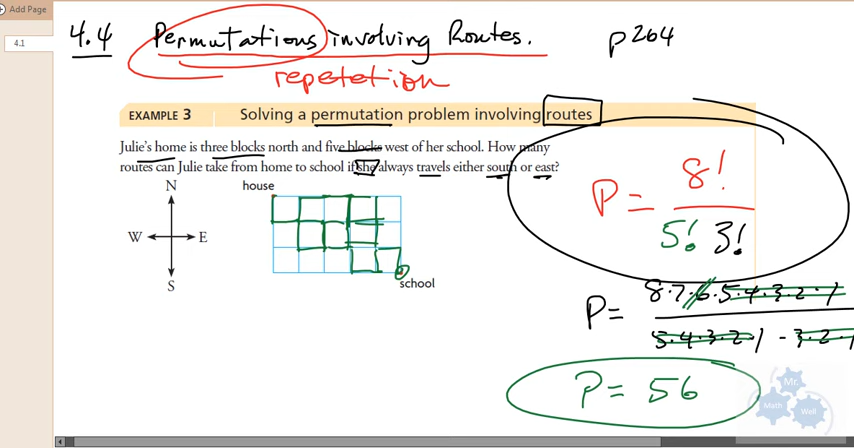 Add Page
4.1
4.4 Permutations involving Routes. p264
repetetion
EXAMPLE 3 Solving a permutation problem involving routes
Julie's home is three blocks north and five blocks west of her school. How many
routes can Julie take from home to school if she always travels either south or east?
N
W E
S
house
school
P = 8! / 5! 3!
P = 8·7·6·5·4·3·2·1 / 5·4·3·2·1 - 3·2·1
P = 56
Mr.
Math Well